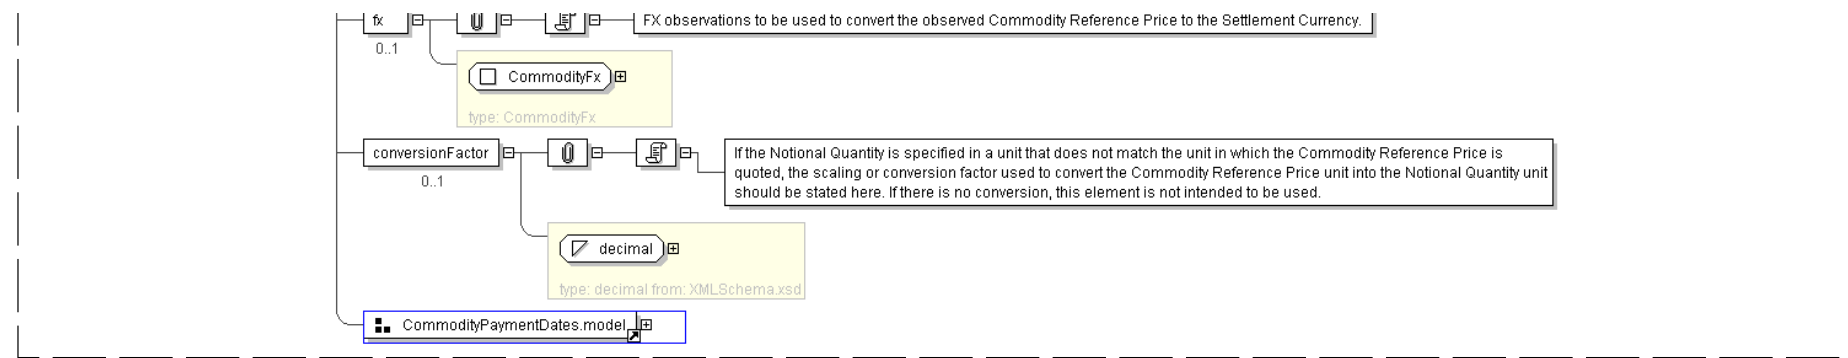 fx
FX observations to be used to convert the observed Commodity Reference Price to the Settlement Currency.
0..1
CommodityFx
type: CommodityFx
conversionFactor
0..1
If the Notional Quantity is specified in a unit that does not match the unit in which the Commodity Reference Price is
quoted, the scaling or conversion factor used to convert the Commodity Reference Price unit into the Notional Quantity unit
should be stated here. If there is no conversion, this element is not intended to be used.
decimal
type: decimal from: XMLSchema.xsd
CommodityPaymentDates.model